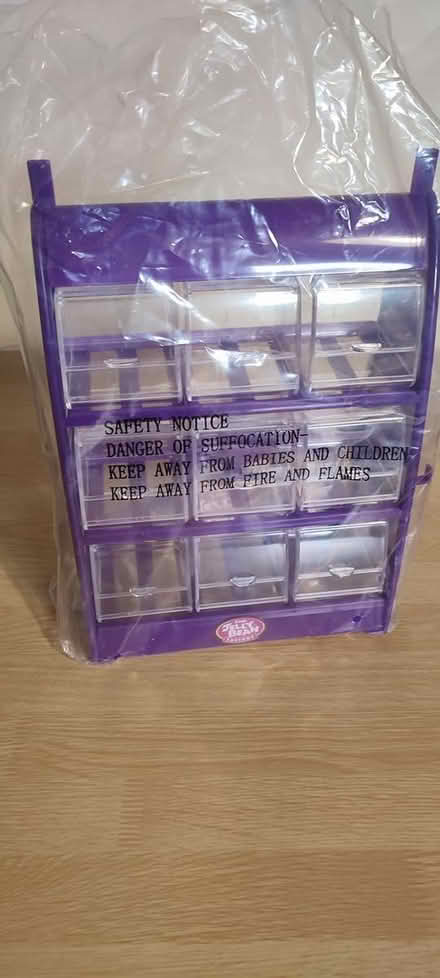 SAFETY NOTICE
DANGER OF SUFFOCATION-
KEEP AWAY FROM BABIES AND CHILDREN
KEEP AWAY FROM FIRE AND FLAMES
JELLY
BEAN
FACTORY